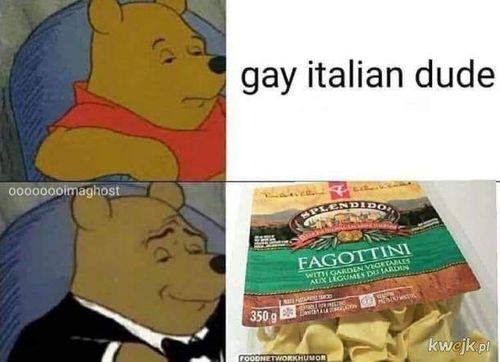 gay italian dude
oooooooimaghost
SPLENDIDO
FAGOTTINI
WITH GARDEN VEGETABLES
AUX LÉGUMES DU JARDIN
350 g
FOODNETWORKHUMOR
kwejk.pl